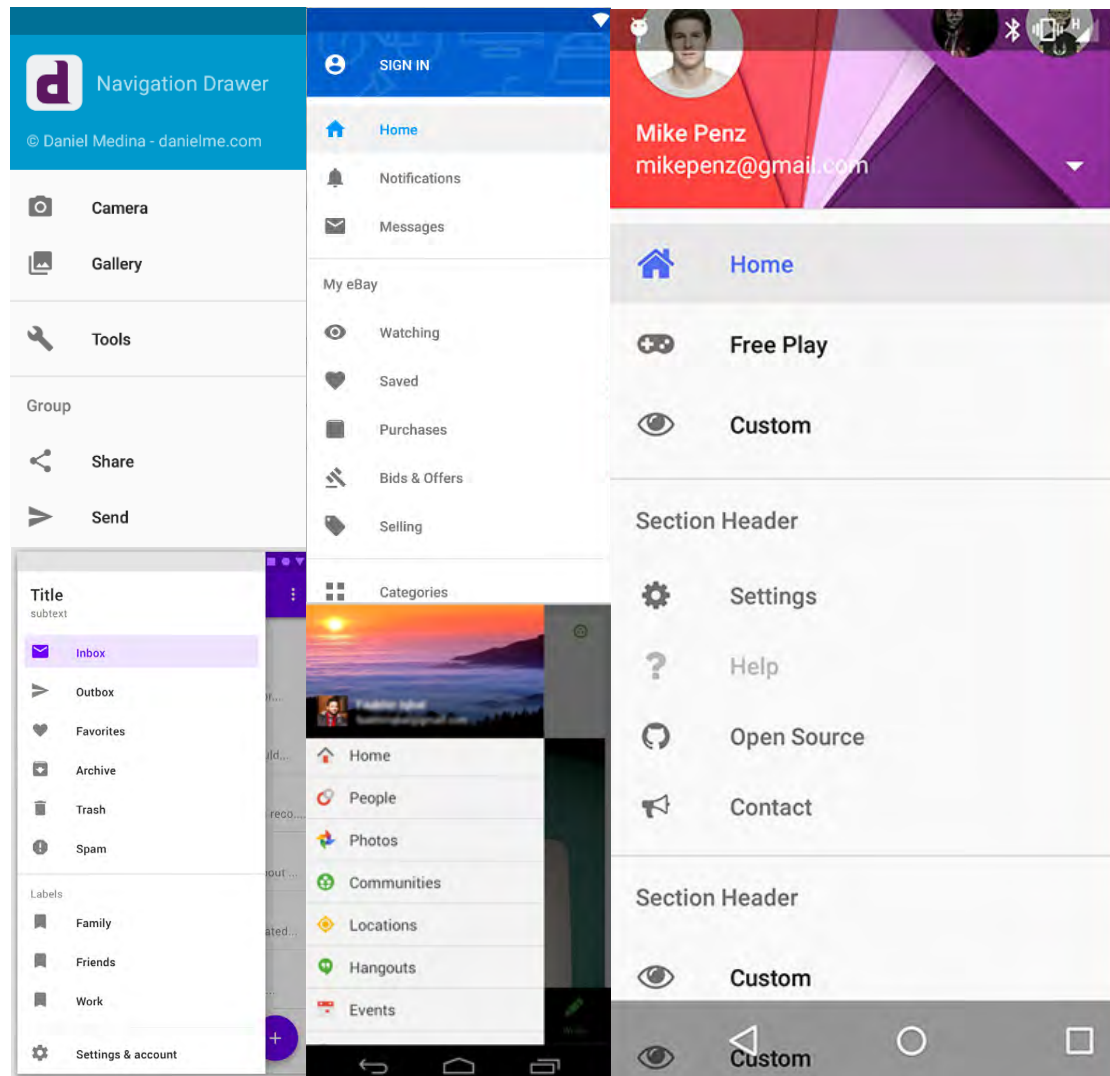 d
Navigation Drawer
© Daniel Medina - danielme.com
Camera
Gallery
Tools
Group
Share
Send
Title
subtext
Inbox
Outbox
Favorites
Archive
Trash
Spam
Labels
Family
Friends
Work
Settings & account
reco...
ated...
+
SIGN IN
Home
Notifications
Messages
My eBay
Watching
Saved
Purchases
Bids & Offers
Selling
Categories
Home
People
Photos
Communities
Locations
Hangouts
Events
H
Mike Penz
mikepenz@gmail.com
Home
Free Play
Custom
Section Header
Settings
Help
Open Source
Contact
Section Header
Custom
Custom